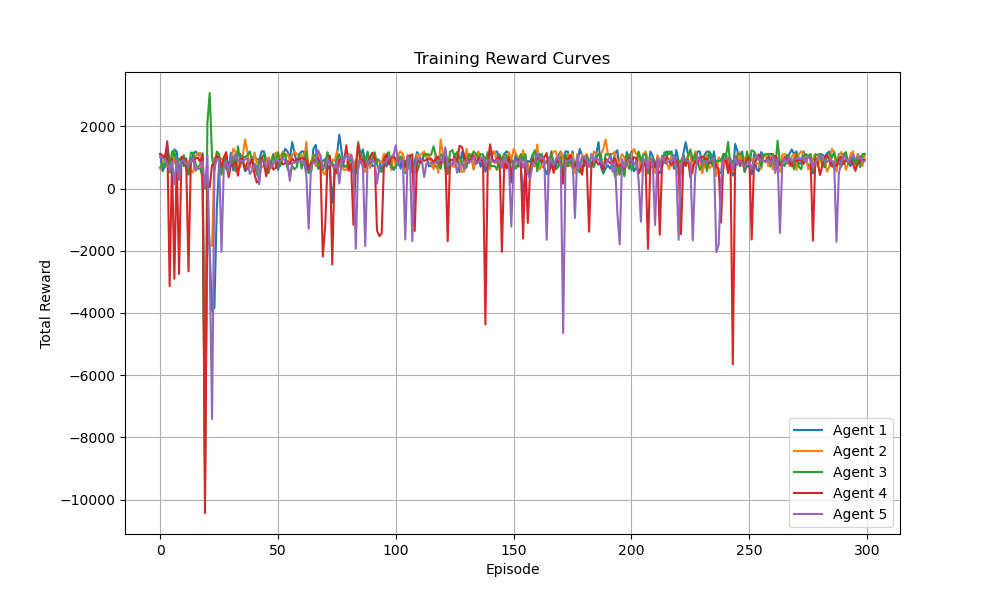 Training Reward Curves
Total Reward
2000
0
−2000
−4000
−6000
−8000
−10000
0 50 100 150 200 250 300
Episode
Agent 1
Agent 2
Agent 3
Agent 4
Agent 5